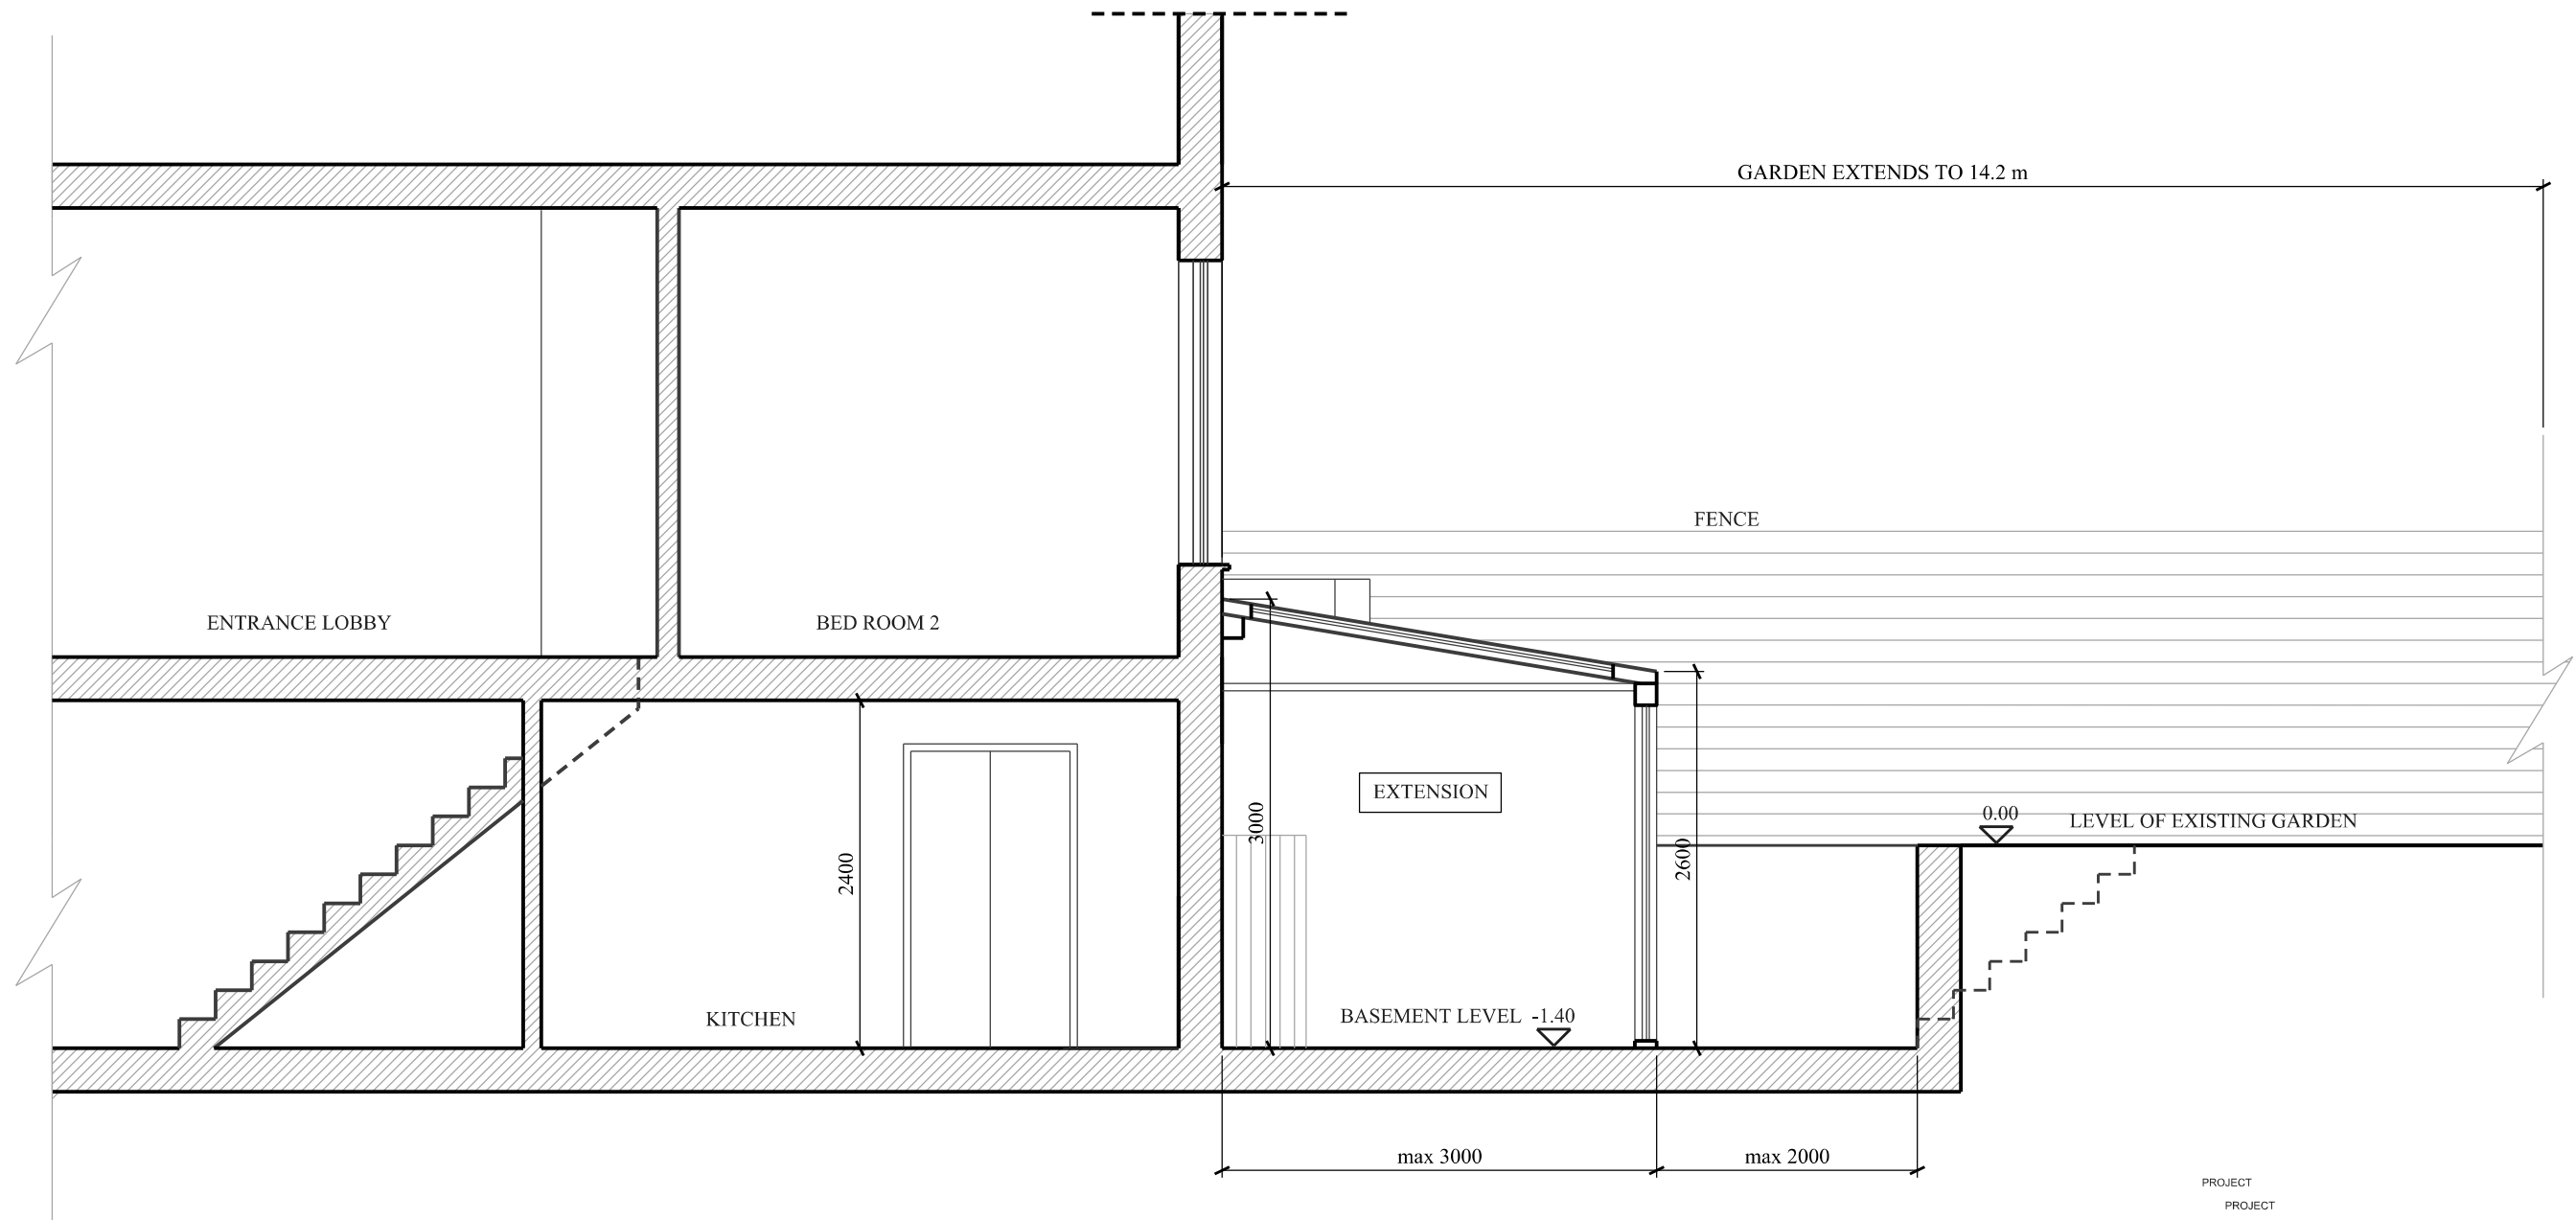 GARDEN EXTENDS TO 14.2 m
FENCE
ENTRANCE LOBBY
BED ROOM 2
EXTENSION
3000
0.00
LEVEL OF EXISTING GARDEN
2400
2600
KITCHEN
BASEMENT LEVEL -1.40
max 3000
max 2000
PROJECT
PROJECT